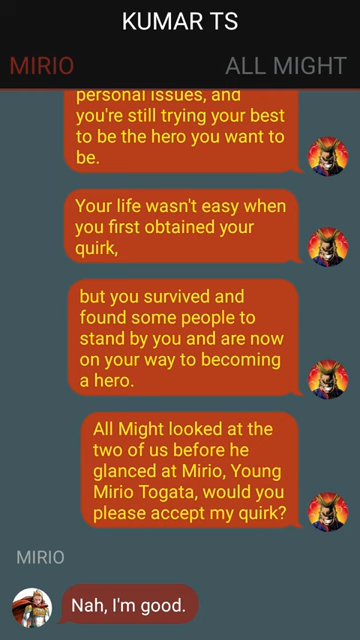 KUMAR TS
MIRIO
ALL MIGHT
personal issues, and
you're still trying your best
to be the hero you want to
be.
Your life wasn't easy when
you first obtained your
quirk,
but you survived and
found some people to
stand by you and are now
on your way to becoming
a hero.
All Might looked at the
two of us before he
glanced at Mirio, Young
Mirio Togata, would you
please accept my quirk?
MIRIO
Nah, I'm good.